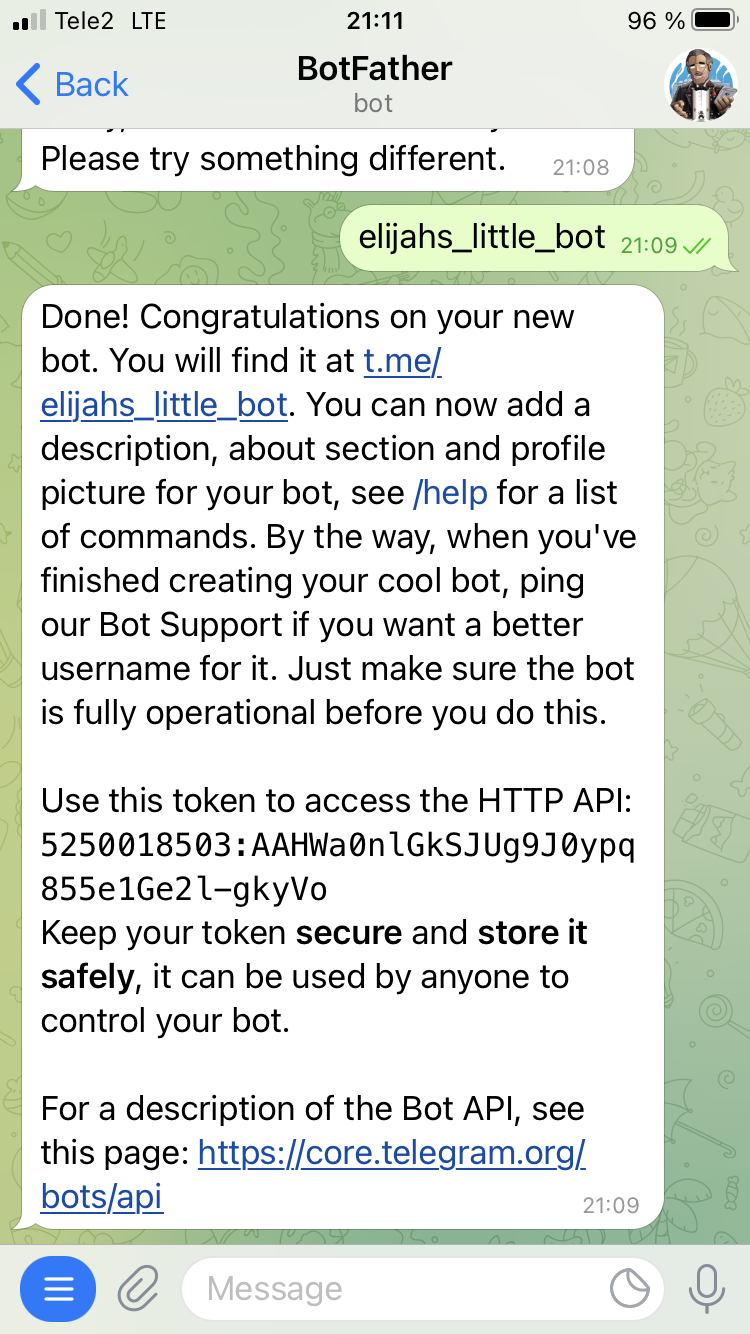 Tele2 LTE 21:11 96 %
Back BotFather
bot
Please try something different. 21:08
elijahs_little_bot 21:09
Done! Congratulations on your new
bot. You will find it at t.me/
elijahs_little_bot. You can now add a
description, about section and profile
picture for your bot, see /help for a list
of commands. By the way, when you've
finished creating your cool bot, ping
our Bot Support if you want a better
username for it. Just make sure the bot
is fully operational before you do this.
Use this token to access the HTTP API:
5250018503:AAHWa0nlGkSJUg9J0ypq
855e1Ge2l-gkyVo
Keep your token secure and store it
safely, it can be used by anyone to
control your bot.
For a description of the Bot API, see
this page: https://core.telegram.org/
bots/api 21:09
Message